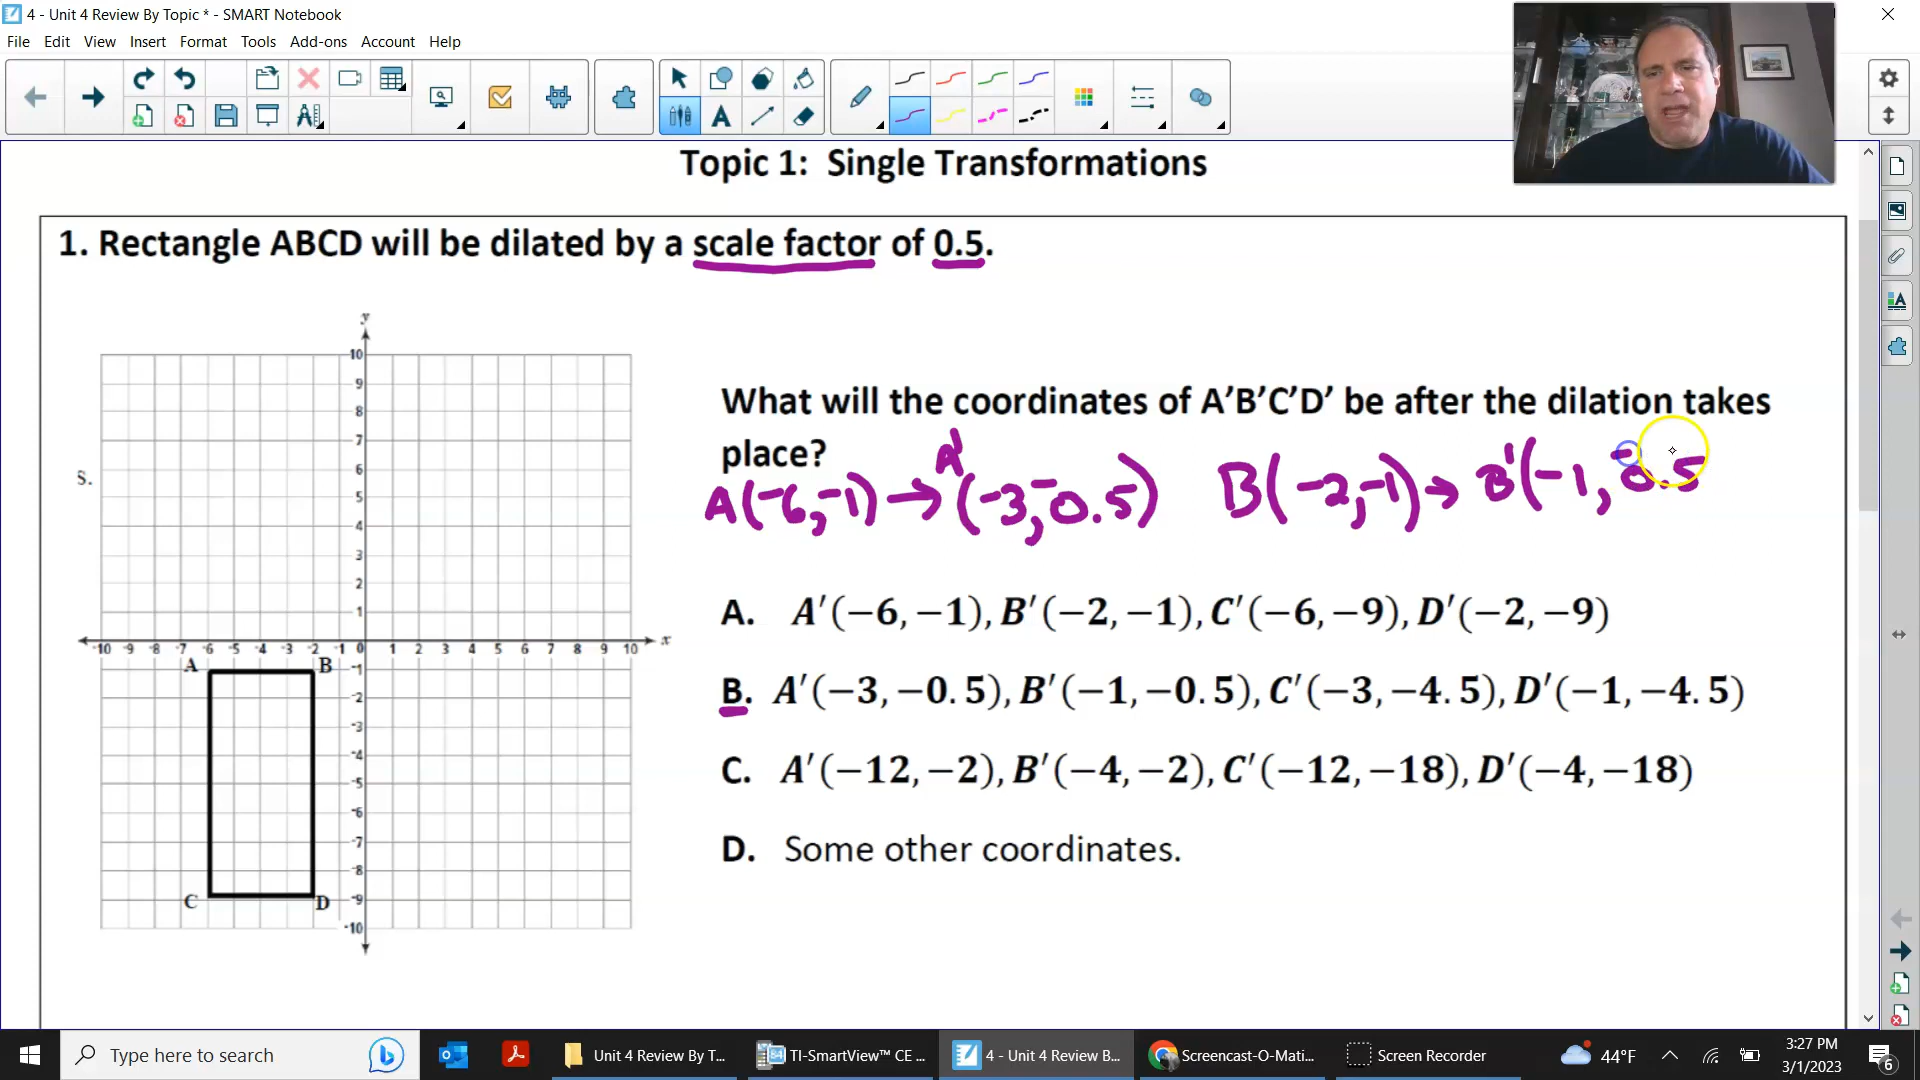 4 - Unit 4 Review By Topic * - SMART Notebook
File Edit View Insert Format Tools Add-ons Account Help
Topic 1: Single Transformations
1. Rectangle ABCD will be dilated by a scale factor of 0.5.
What will the coordinates of A'B'C'D' be after the dilation takes
place?
A(-6,-1) → A'(-3,-0.5) B(-2,-1) → B'(-1,-0.5
A. A′(−6, −1), B′(−2, −1), C′(−6, −9), D′(−2, −9)
B. A′(−3, −0.5), B′(−1, −0.5), C′(−3, −4.5), D′(−1, −4.5)
C. A′(−12, −2), B′(−4, −2), C′(−12, −18), D′(−4, −18)
D. Some other coordinates.
S.
y
10
9
8
7
6
5
4
3
2
1
-10 -9 -8 -7 -6 -5 -4 -3 -2 -1 0 1 2 3 4 5 6 7 8 9 10 x
A B
-1
-2
-3
-4
-5
-6
-7
-8
-9
-10
C D
Type here to search
Unit 4 Review By T...
84
TI-SmartView™ CE ...
4 - Unit 4 Review B...
Screencast-O-Mati...
Screen Recorder
44°F
3:27 PM
3/1/2023
6